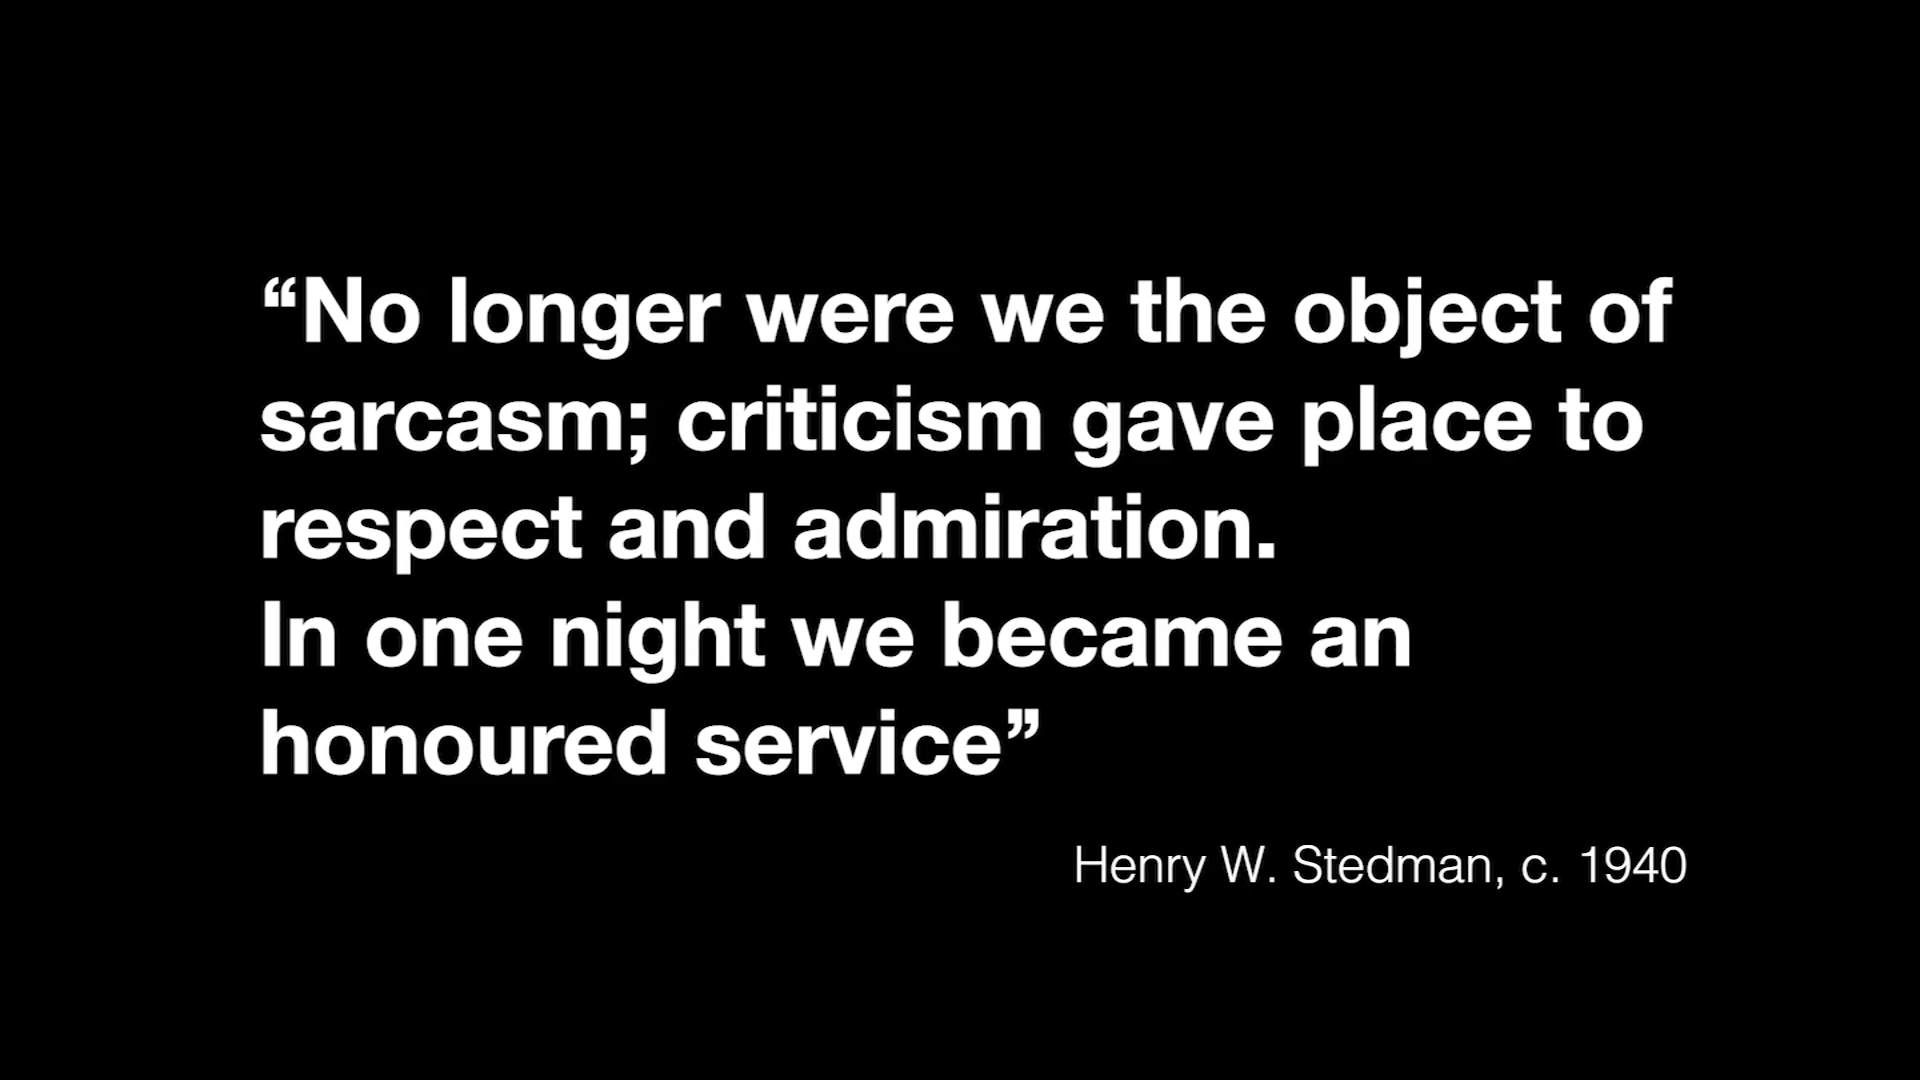 “No longer were we the object of
sarcasm; criticism gave place to
respect and admiration.
In one night we became an
honoured service”
Henry W. Stedman, c. 1940